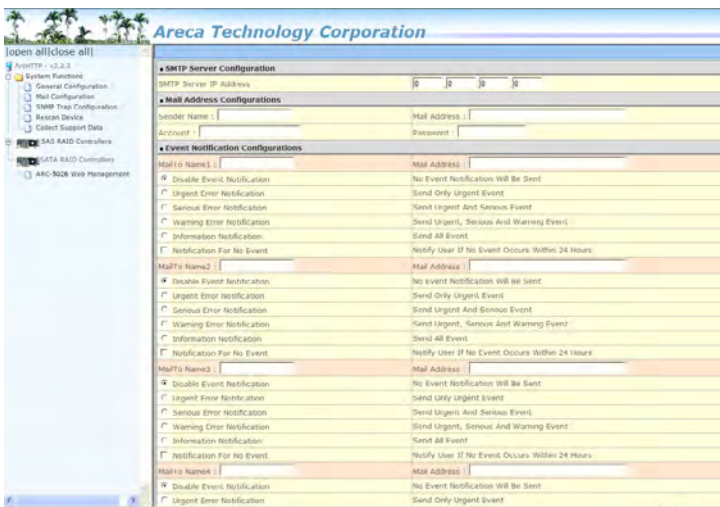 Areca Technology Corporation
|open all|close all|
ArcHTTP - v2.2.3
System Functions
General Configuration
Mail Configuration
SNMP Trap Configuration
Rescan Device
Collect Support Data
SAS RAID Controllers
SATA RAID Controllers
ARC-5026 Web Management
▪ SMTP Server Configuration
SMTP Server IP Address 0 .0 .0 .0
▪ Mail Address Configurations
Sender Name : Mail Address :
Account : Password :
▪ Event Notification Configurations
MailTo Name1 : Mail Address :
Disable Event Notification No Event Notification Will Be Sent
Urgent Error Notification Send Only Urgent Event
Serious Error Notification Send Urgent And Serious Event
Warning Error Notification Send Urgent, Serious And Warning Event
Information Notification Send All Event
Notification For No Event Notify User If No Event Occurs Within 24 Hours
MailTo Name2 : Mail Address :
Disable Event Notification No Event Notification Will Be Sent
Urgent Error Notification Send Only Urgent Event
Serious Error Notification Send Urgent And Serious Event
Warning Error Notification Send Urgent, Serious And Warning Event
Information Notification Send All Event
Notification For No Event Notify User If No Event Occurs Within 24 Hours
MailTo Name3 : Mail Address :
Disable Event Notification No Event Notification Will Be Sent
Urgent Error Notification Send Only Urgent Event
Serious Error Notification Send Urgent And Serious Event
Warning Error Notification Send Urgent, Serious And Warning Event
Information Notification Send All Event
Notification For No Event Notify User If No Event Occurs Within 24 Hours
MailTo Name4 : Mail Address :
Disable Event Notification No Event Notification Will Be Sent
Urgent Error Notification Send Only Urgent Event